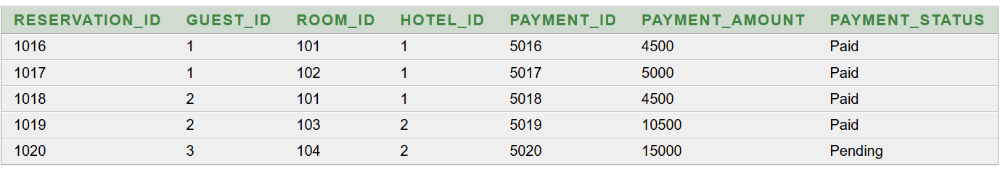 RESERVATION_ID GUEST_ID ROOM_ID HOTEL_ID PAYMENT_ID PAYMENT_AMOUNT PAYMENT_STATUS
1016 1 101 1 5016 4500 Paid
1017 1 102 1 5017 5000 Paid
1018 2 101 1 5018 4500 Paid
1019 2 103 2 5019 10500 Paid
1020 3 104 2 5020 15000 Pending